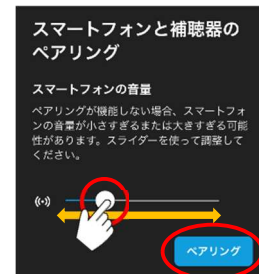 スマートフォンと補聴器の
ペアリング
スマートフォンの音量
ペアリングが機能しない場合、スマートフォ
ンの音量が小さすぎるまたは大きすぎる可能
性があります。スライダーを使って調整して
ください。
ペアリング